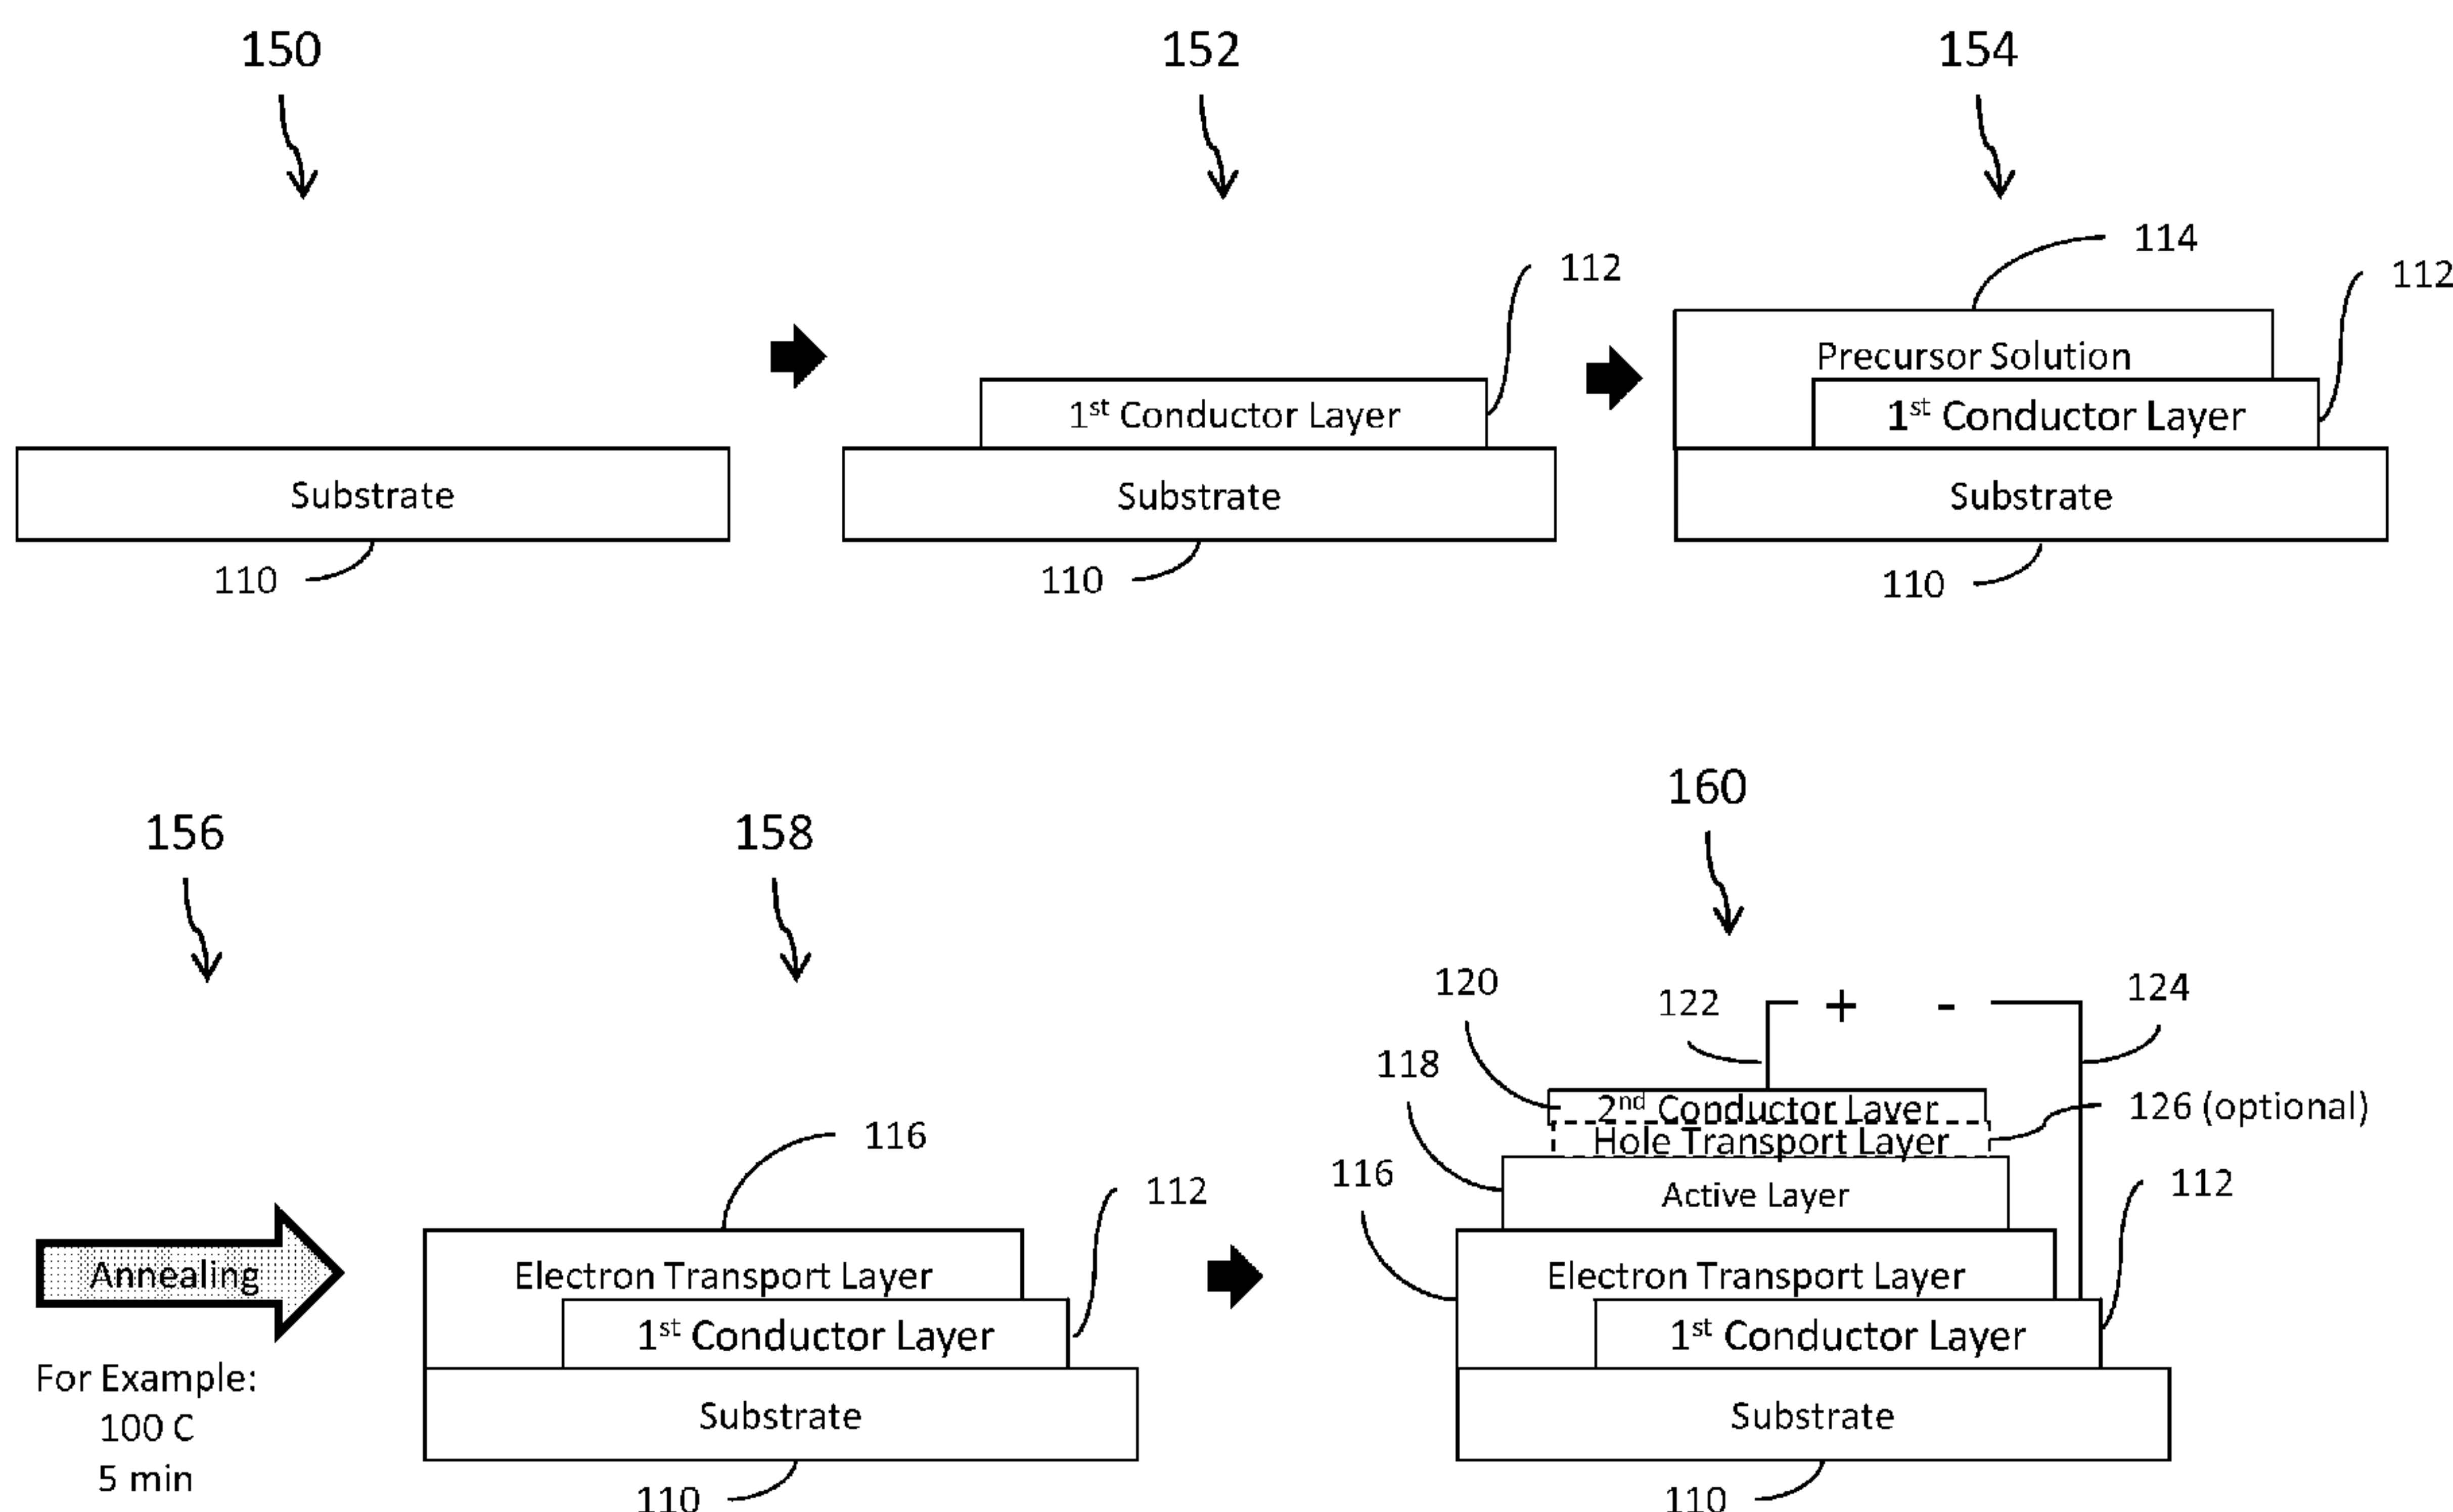 150
152
154
114
112
112
Precursor Solution
1st Conductor Layer
1st Conductor Layer
Substrate
Substrate
Substrate
110
110
110
160
156
158
120
122
+ -
124
118
2nd Conductor Layer
126 (optional)
116
Hole Transport Layer
116
112
112
Active Layer
Annealing
Electron Transport Layer
Electron Transport Layer
1st Conductor Layer
1st Conductor Layer
For Example:
100 C
5 min
Substrate
Substrate
110
110